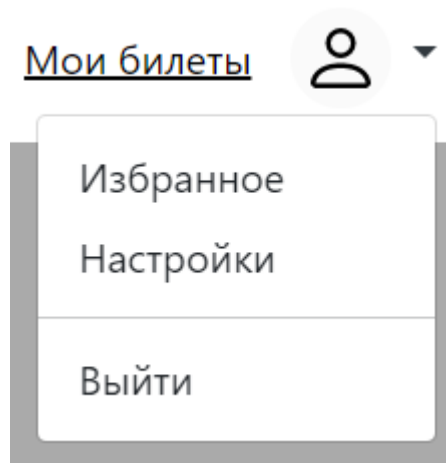 Мои билеты
Избранное
Настройки
Выйти